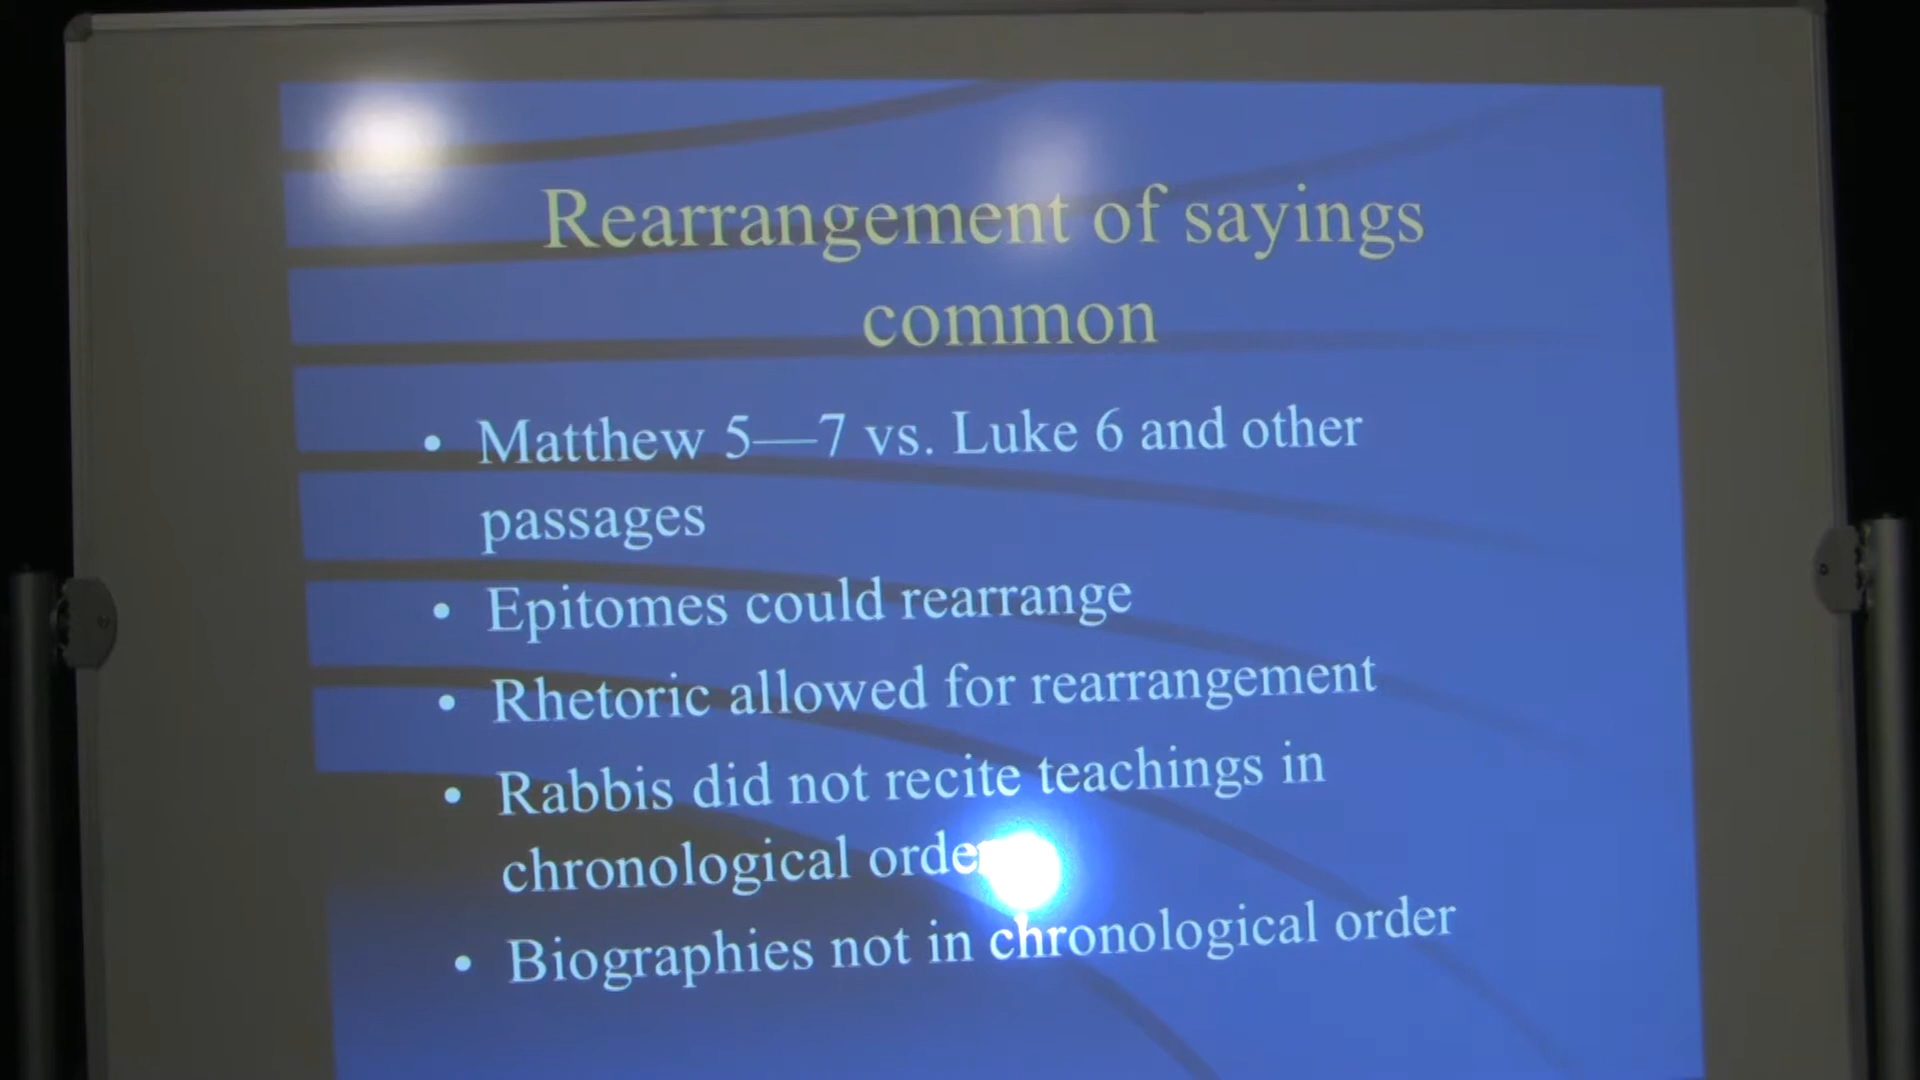 Rearrangement of sayings
common
• Matthew 5—7 vs. Luke 6 and other
passages
• Epitomes could rearrange
• Rhetoric allowed for rearrangement
• Rabbis did not recite teachings in
chronological order
• Biographies not in chronological order